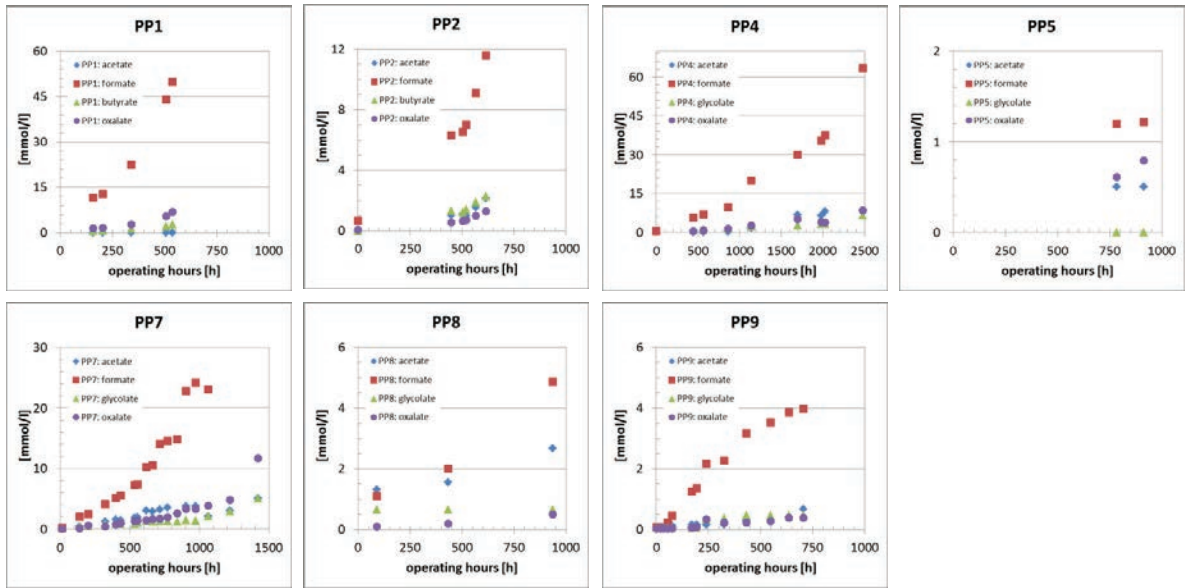 PP1
60
45
30
15
0
[mmol/l]
PP1: acetate
PP1: formate
PP1: butyrate
PP1: oxalate
0 250 500 750 1000
operating hours [h]
PP2
12
8
4
0
[mmol/l]
PP2: acetate
PP2: formate
PP2: butyrate
PP2: oxalate
0 250 500 750 1000
operating hours [h]
PP4
60
45
30
15
0
[mmol/l]
PP4: acetate
PP4: formate
PP4: glycolate
PP4: oxalate
0 500 1000 1500 2000 2500
operating hours [h]
PP5
2
1
0
[mmol/l]
PP5: acetate
PP5: formate
PP5: glycolate
PP5: oxalate
0 250 500 750 1000
operating hours [h]
PP7
30
20
10
0
[mmol/l]
PP7: acetate
PP7: formate
PP7: glycolate
PP7: oxalate
0 500 1000 1500
operating hours [h]
PP8
6
4
2
0
[mmol/l]
PP8: acetate
PP8: formate
PP8: glycolate
PP8: oxalate
0 250 500 750 1000
operating hours [h]
PP9
6
4
2
0
[mmol/l]
PP9: acetate
PP9: formate
PP9: glycolate
PP9: oxalate
0 250 500 750 1000
operating hours [h]